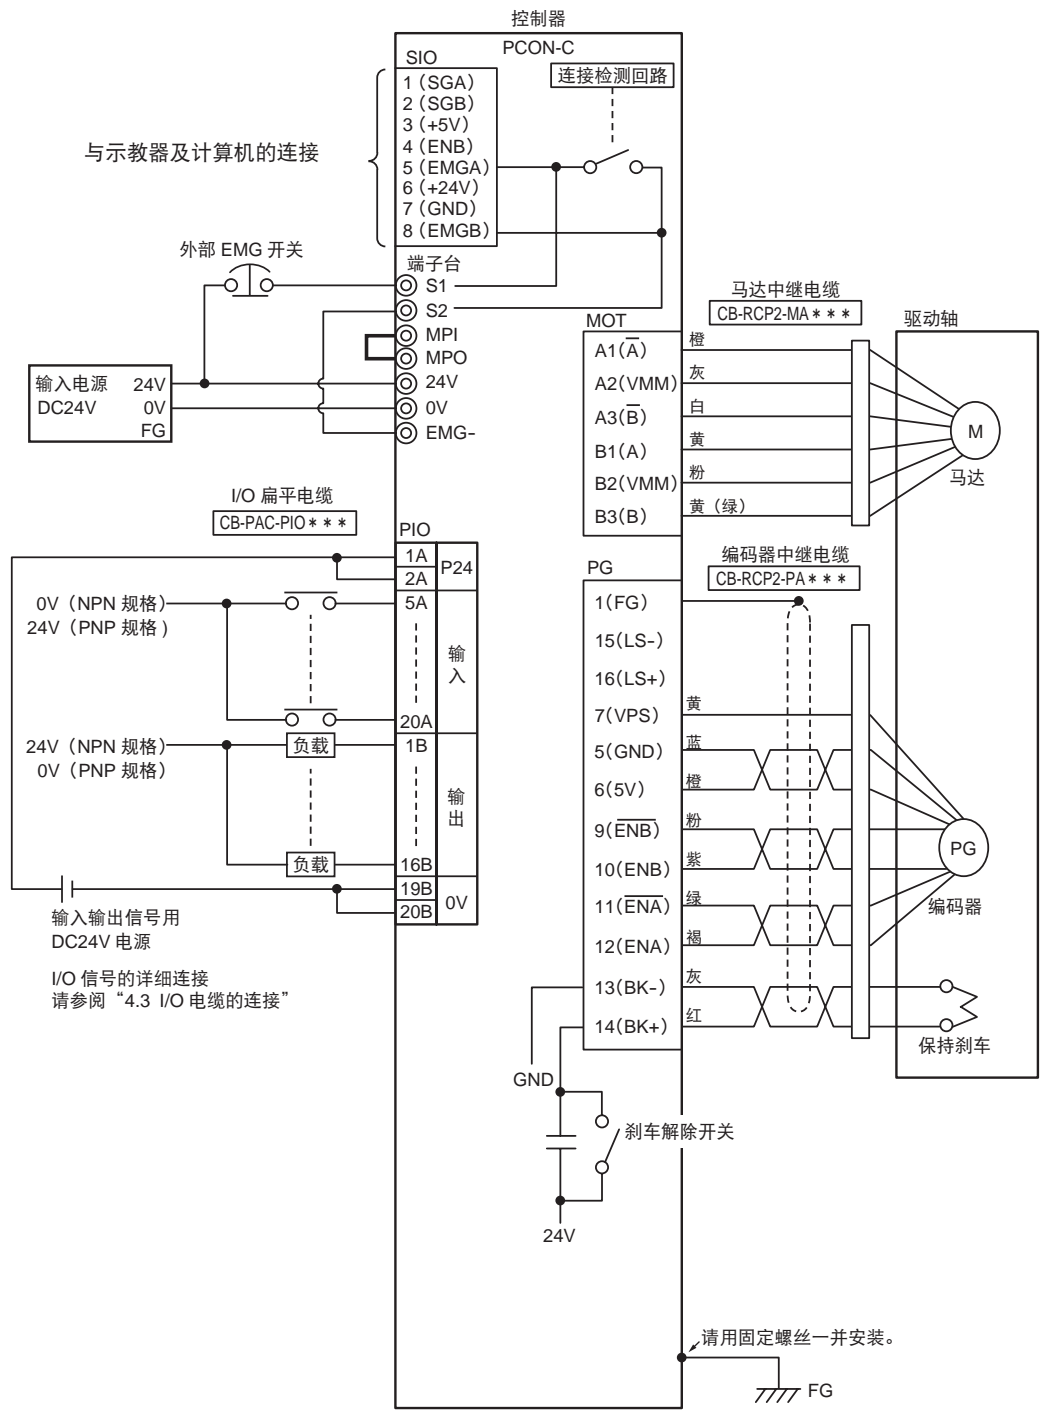 控制器
PCON-C
SIO
连接检测回路
1（SGA）
2（SGB）
3（+5V）
4（ENB）
5（EMGA）
6（+24V）
7（GND）
8（EMGB）
与示教器及计算机的连接
外部 EMG 开关
端子台
S1
S2
MPI
MPO
24V
0V
EMG-
输入电源 24V
DC24V 0V
FG
马达中继电缆
CB-RCP2-MA＊＊＊
驱动轴
MOT
A1(A̅) 橙
A2(VMM) 灰
A3(B̅) 白
B1(A) 黄
B2(VMM) 粉
B3(B) 黄（绿）
M
马达
I/O 扁平电缆
CB-PAC-PIO＊＊＊
PIO
1A
2A
P24
5A
0V（NPN 规格）
24V（PNP 规格）
输入
20A
24V（NPN 规格）
0V（PNP 规格）
负载
1B
输出
负载
16B
19B
20B
0V
输入输出信号用
DC24V 电源
I/O 信号的详细连接
请参阅“4.3 I/O 电缆的连接”
编码器中继电缆
CB-RCP2-PA＊＊＊
PG
1(FG)
15(LS-)
16(LS+)
7(VPS) 黄
5(GND) 蓝
6(5V) 橙
9(E̅N̅B̅) 粉
10(ENB) 紫
11(E̅N̅A̅) 绿
12(ENA) 褐
13(BK-) 灰
14(BK+) 红
PG
编码器
保持刹车
GND
刹车解除开关
24V
请用固定螺丝一并安装。
FG